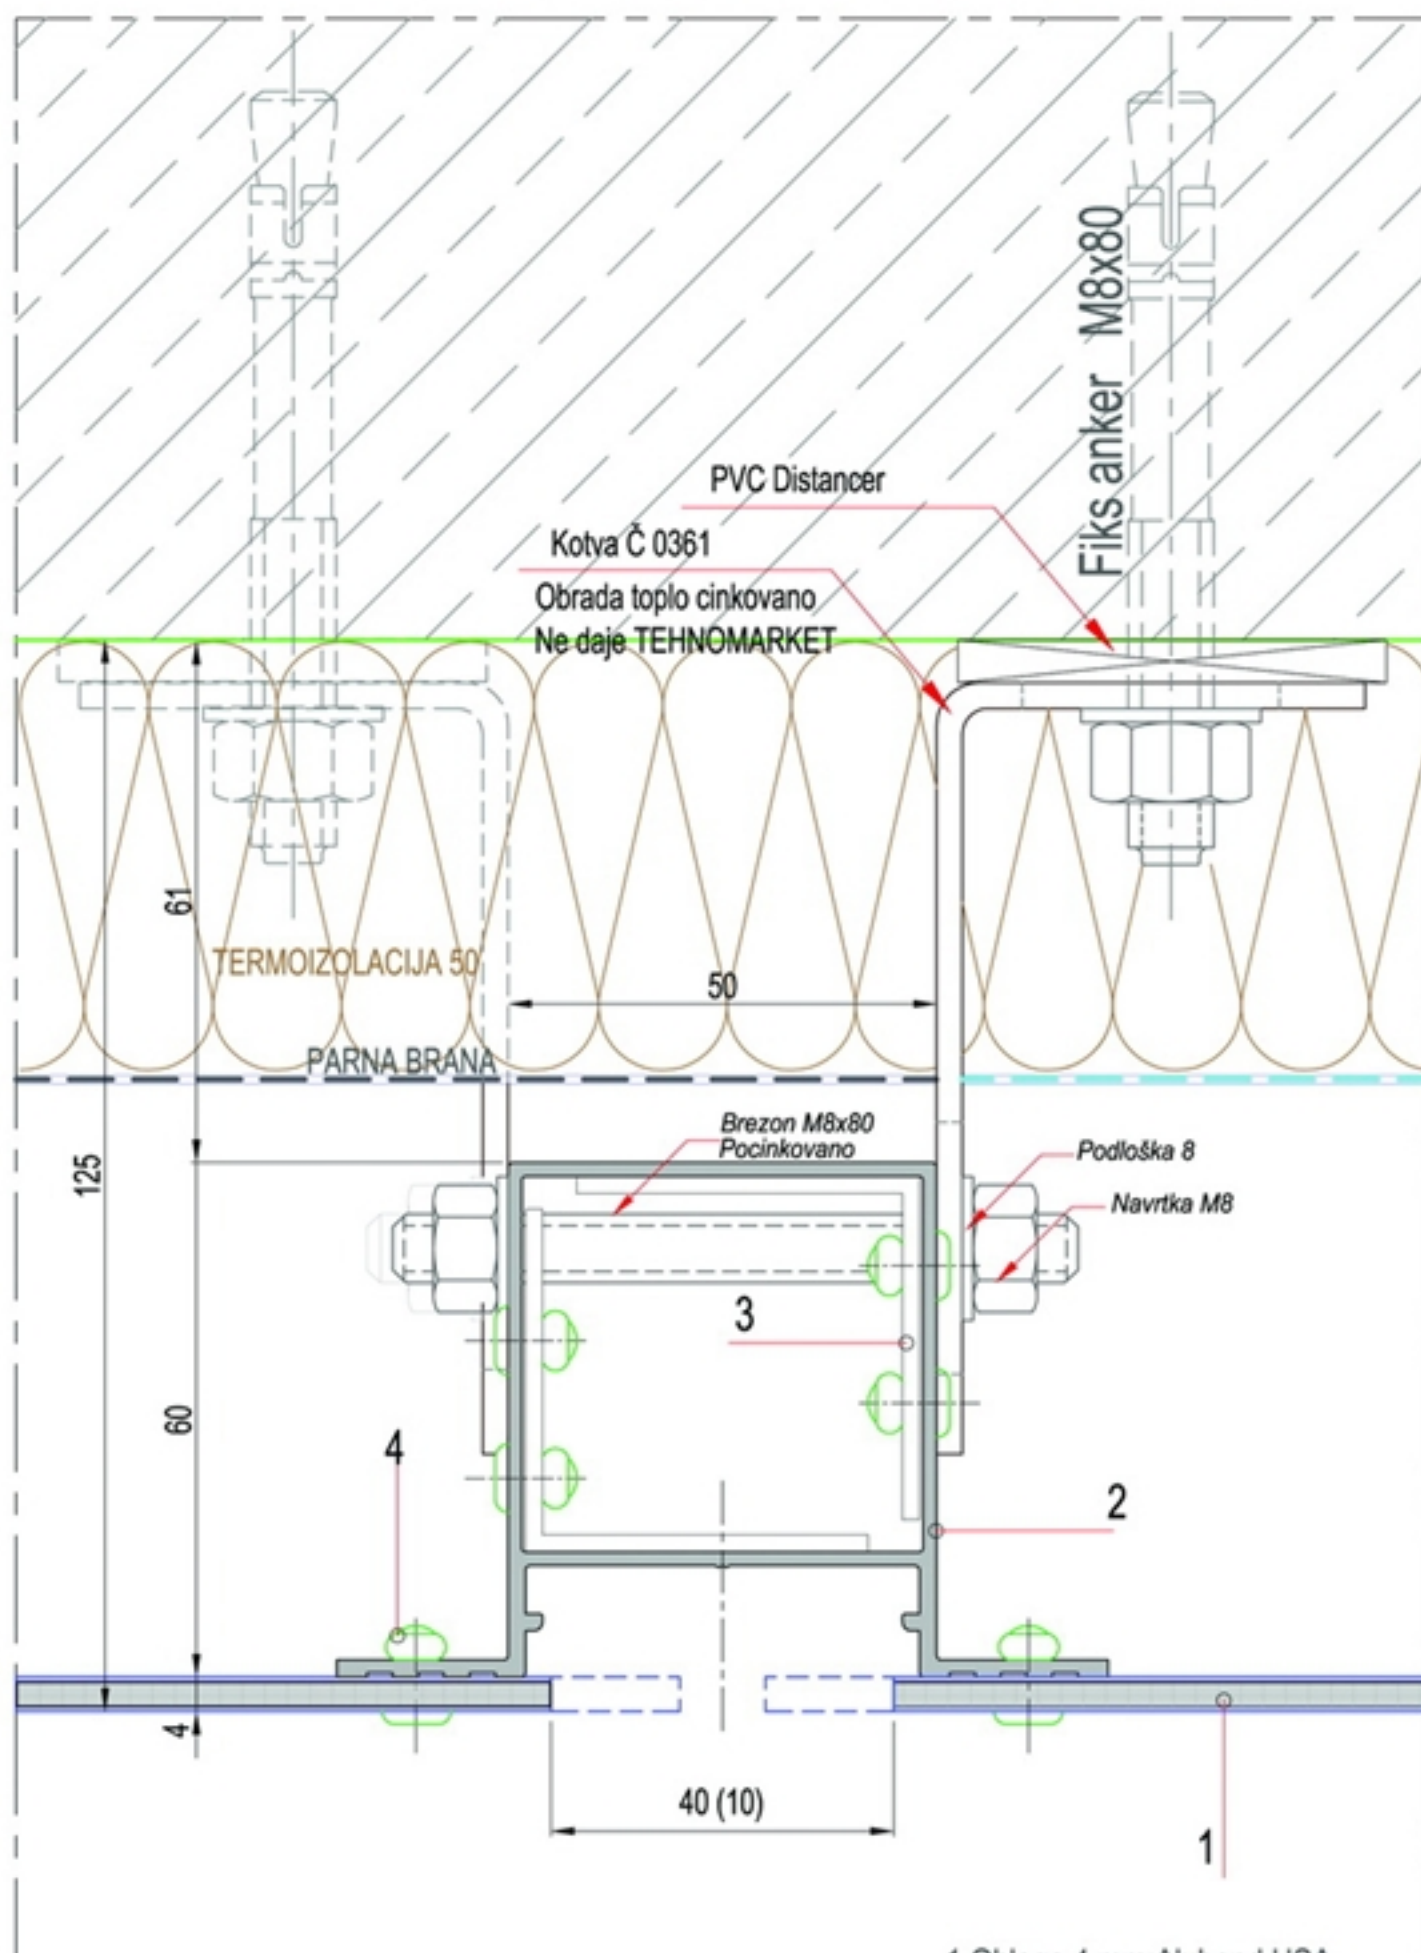 Fiks anker M8x80
PVC Distancer
Kotva Č 0361
Obrada toplo cinkovano
Ne daje TEHNOMARKET
61
TERMOIZOLACIJA 50
50
PARNA BRANA
Brezon M8x80
Pocinkovano
Podloška 8
125
Navrtka M8
3
60
4
2
4
40 (10)
1